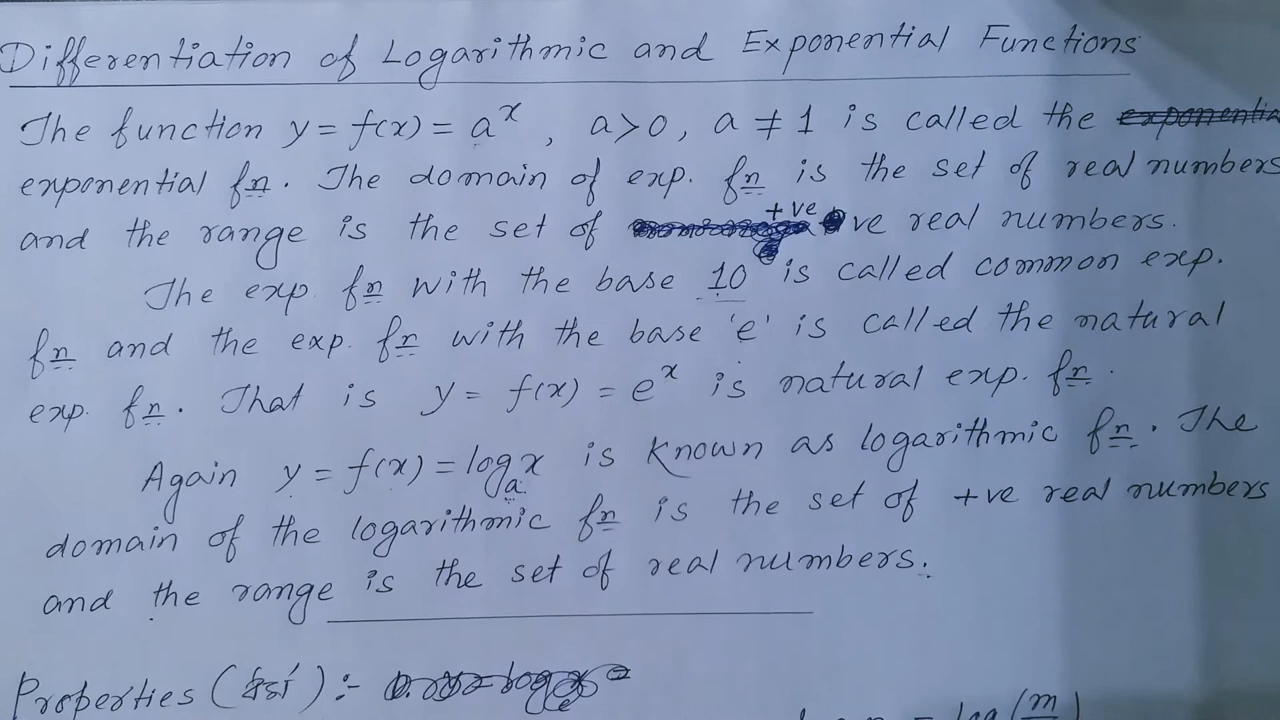 Differentiation of Logarithmic and Exponential Functions
The function y = f(x) = aˣ , a>0, a ≠ 1 is called the
exponential fn. The domain of exp. fn is the set of real numbers
and the range is the set of +ve real numbers.
The exp. fn with the base 10 is called common exp.
fn and the exp. fn with the base 'e' is called the natural
exp. fn. That is y = f(x) = eˣ is natural exp. fn.
Again y = f(x) = logₐx is known as logarithmic fn. The
domain of the logarithmic fn is the set of +ve real numbers
and the range is the set of real numbers.
Properties ( ) :-